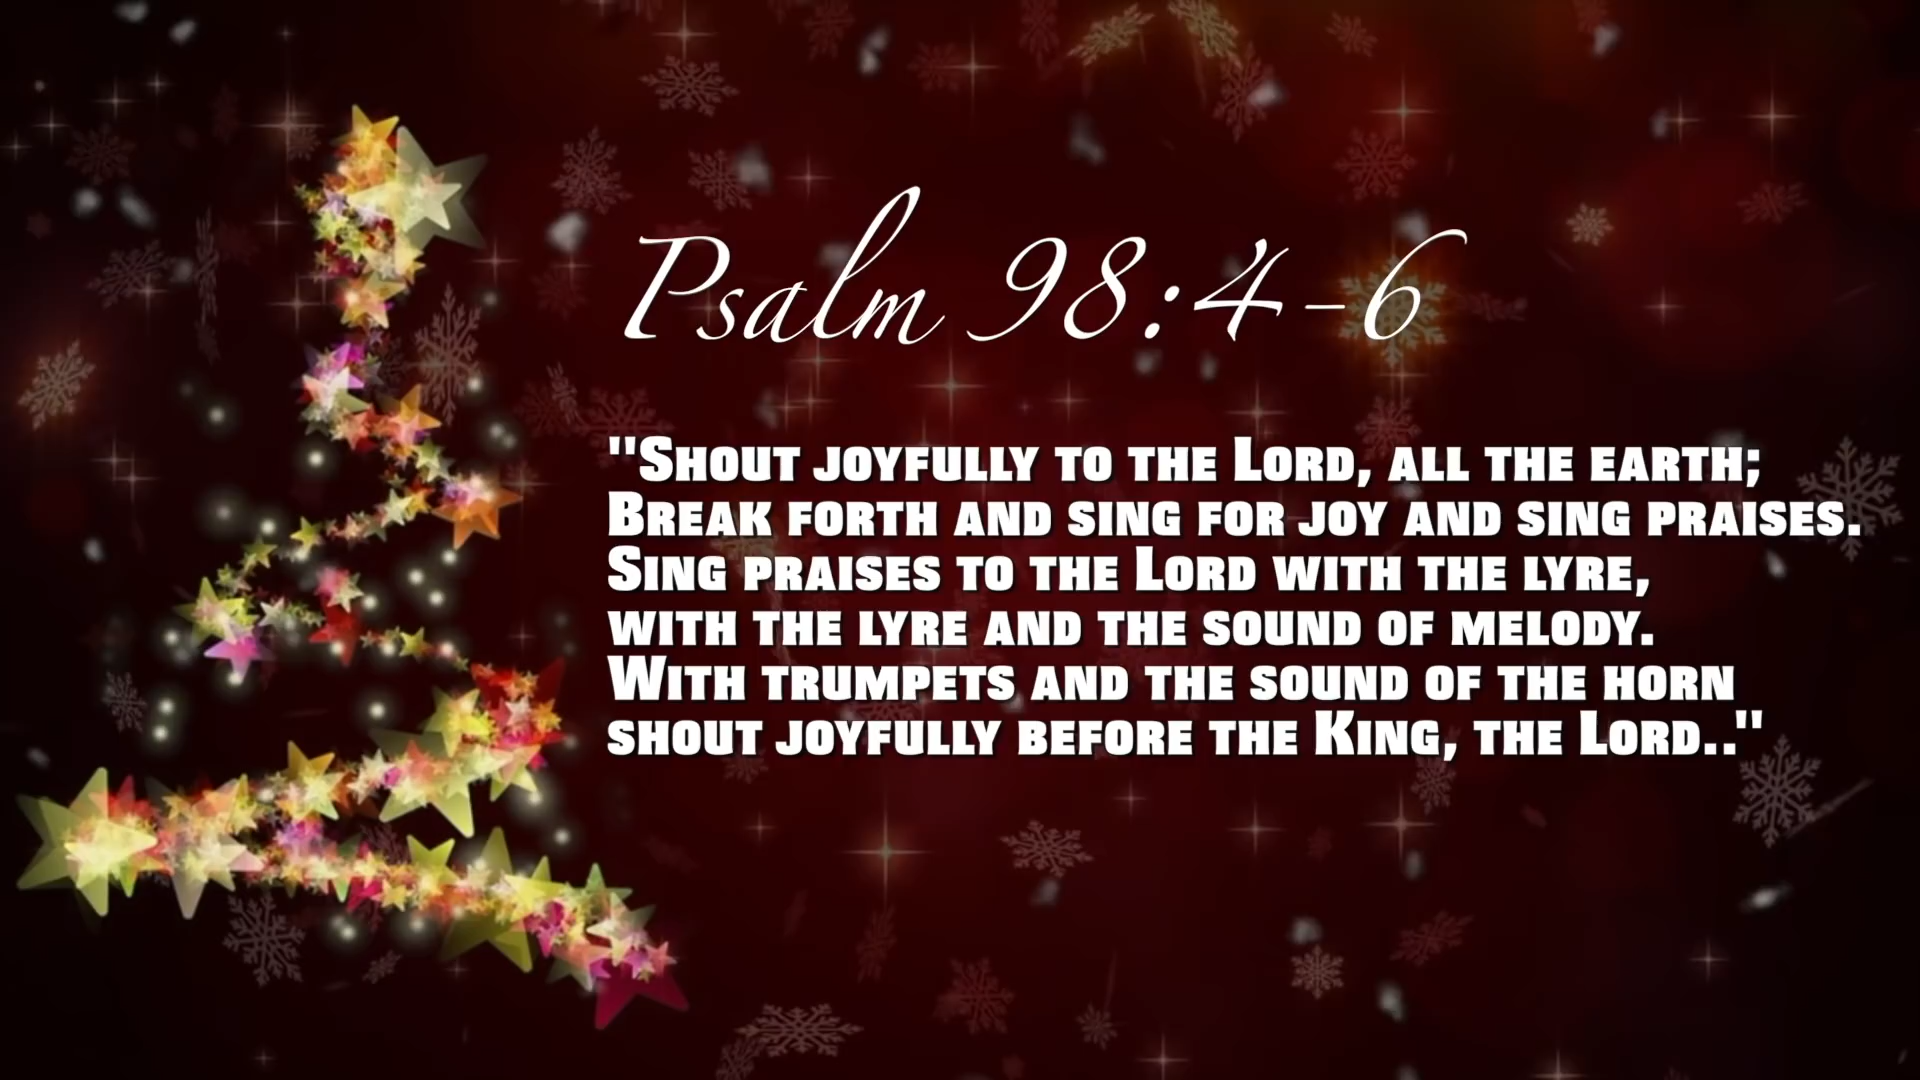 Psalm 98:4-6
"Shout joyfully to the Lord, all the earth;
Break forth and sing for joy and sing praises.
Sing praises to the Lord with the lyre,
with the lyre and the sound of melody.
With trumpets and the sound of the horn
shout joyfully before the King, the Lord.."